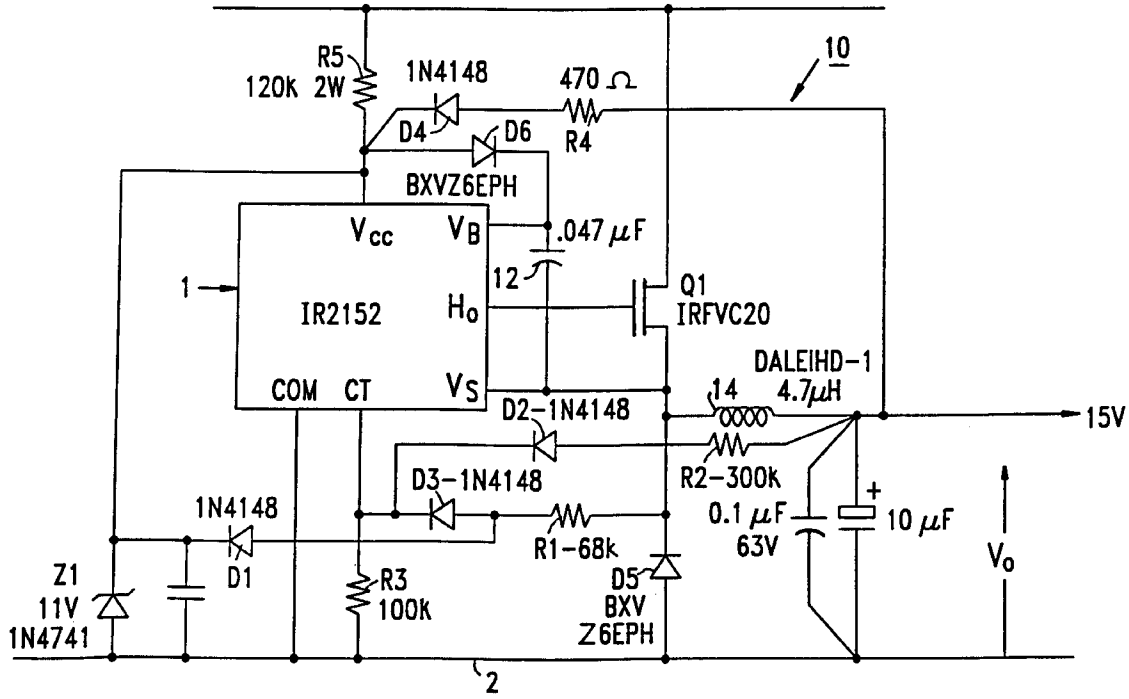 10
R5
120k 2W
1N4148
D4
470 Ω
R4
D6
BXVZ6EPH
Vcc
VB
.047 μF
12
1
IR2152
Ho
Q1
IRFVC20
COM
CT
VS
DALEIHD-1
4.7μH
14
15V
D2-1N4148
R2-300k
D3-1N4148
1N4148
D1
R1-68k
0.1 μF
63V
+
10 μF
Vo
Z1
11V
1N4741
R3
100K
D5
BXV
Z6EPH
2